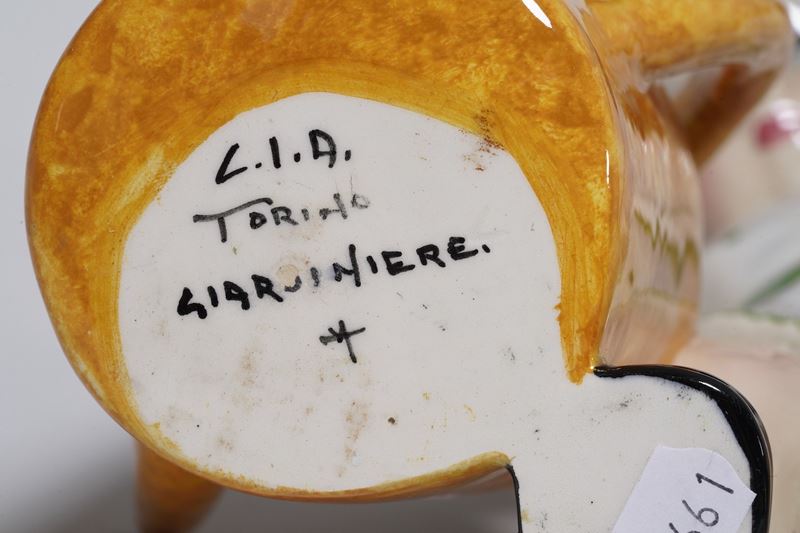 C.I.A.
TORINO
GIARDINIERE.
661